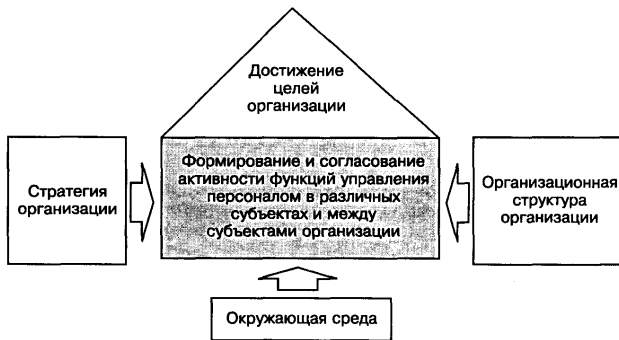 Достижение
целей
организации
Стратегия
организации
Формирование и согласование
активности функций управления
персоналом в различных
субъектах и между
субъектами организации
Организационная
структура
организации
Окружающая среда